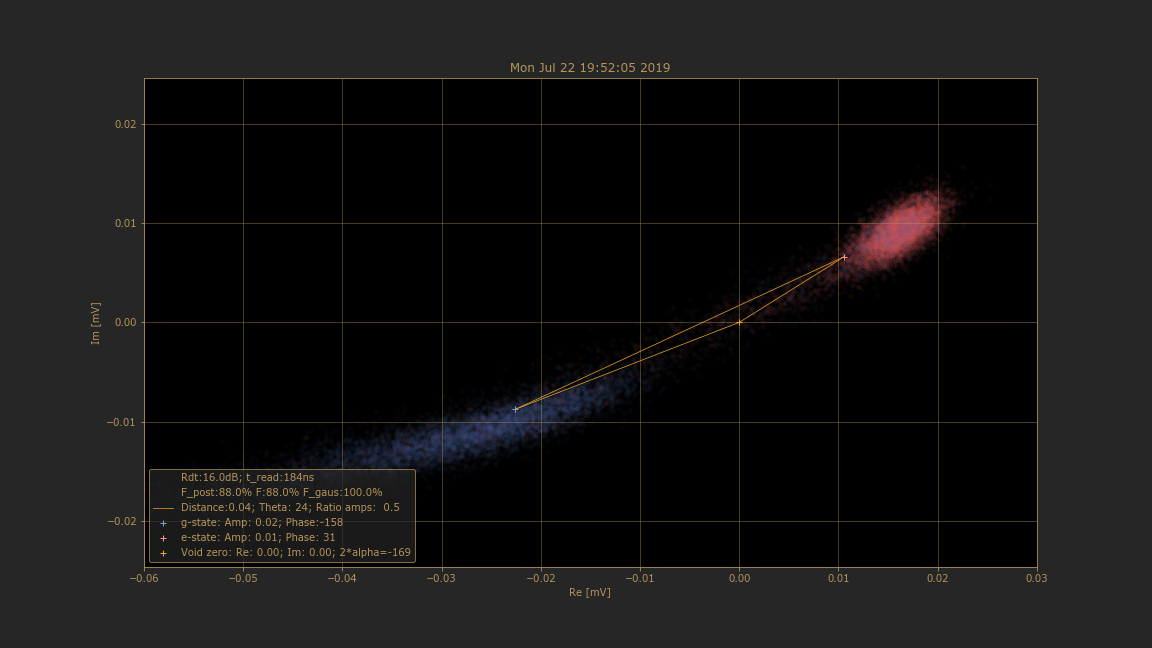 Mon Jul 22 19:52:05 2019
0.02
0.01
0.00
−0.01
−0.02
Im [mV]
Rdt:16.0dB; t_read:184ns
F_post:88.0% F:88.0% F_gaus:100.0%
Distance:0.04; Theta: 24; Ratio amps:  0.5
g-state: Amp: 0.02; Phase:-158
e-state: Amp: 0.01; Phase: 31
Void zero: Re: 0.00; Im: 0.00; 2*alpha=-169
−0.06 −0.05 −0.04 −0.03 −0.02 −0.01 0.00 0.01 0.02 0.03
Re [mV]